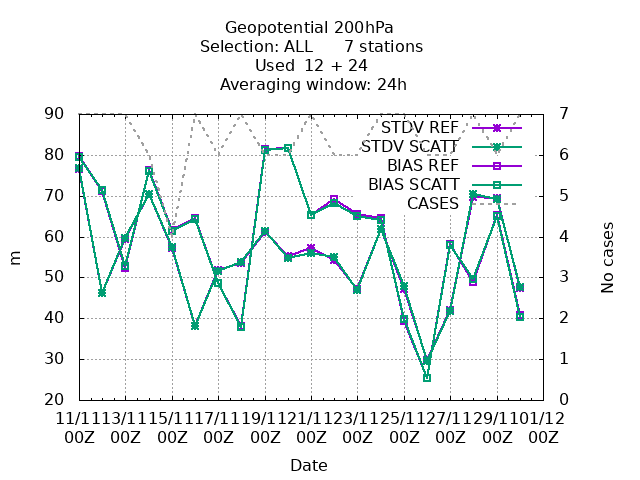 Geopotential 200hPa
Selection: ALL      7 stations
Used  12 + 24
Averaging window: 24h
90
80
70
60
50
40
30
20
7
6
5
4
3
2
1
0
STDV REF
STDV SCATT
BIAS REF
BIAS SCATT
CASES
m
No cases
11/11 13/11 15/11 17/11 19/11 21/11 23/11 25/11 27/11 29/11 01/12
00Z 00Z 00Z 00Z 00Z 00Z 00Z 00Z 00Z 00Z 00Z
Date